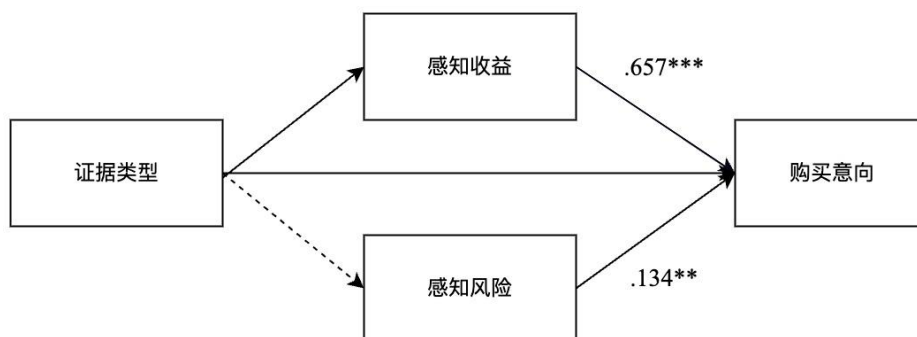 感知收益
.657***
证据类型
购买意向
感知风险
.134**